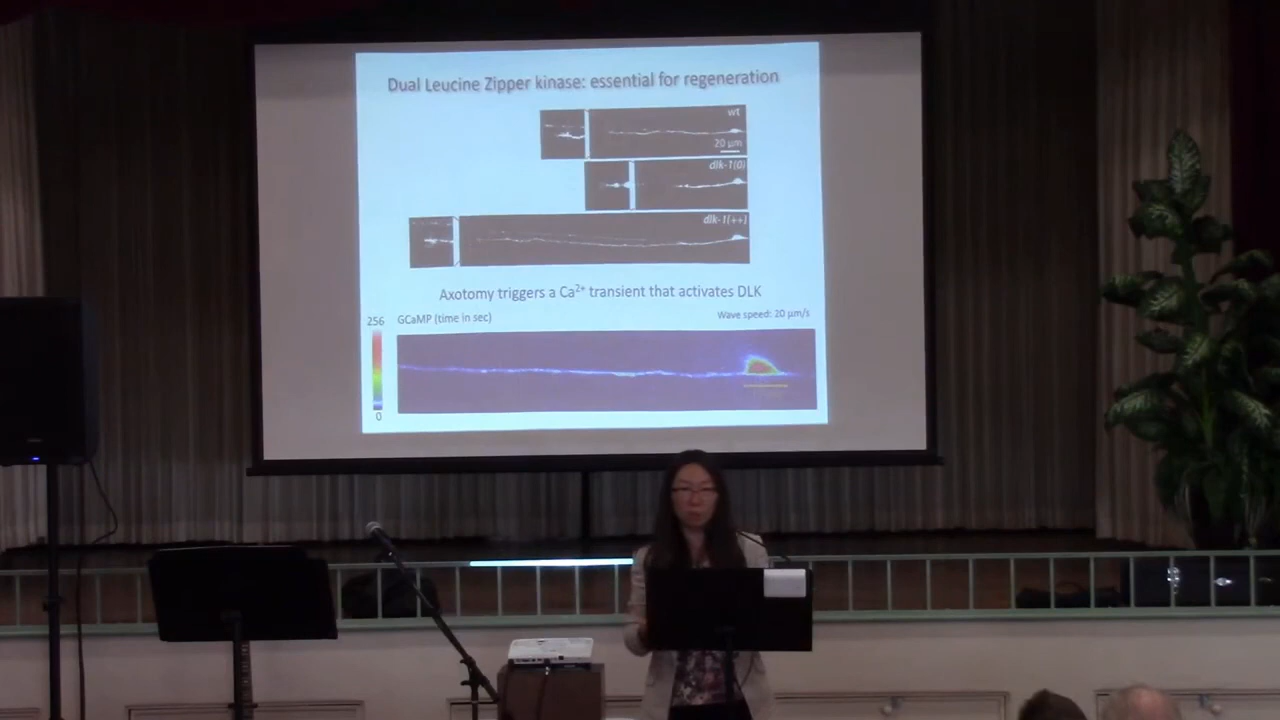 Dual Leucine Zipper kinase: essential for regeneration
wt
20 μm
dlk-1(0)
dlk-1(++)
Axotomy triggers a Ca²⁺ transient that activates DLK
256
GCaMP (time in sec)
Wave speed: 20 μm/s
0